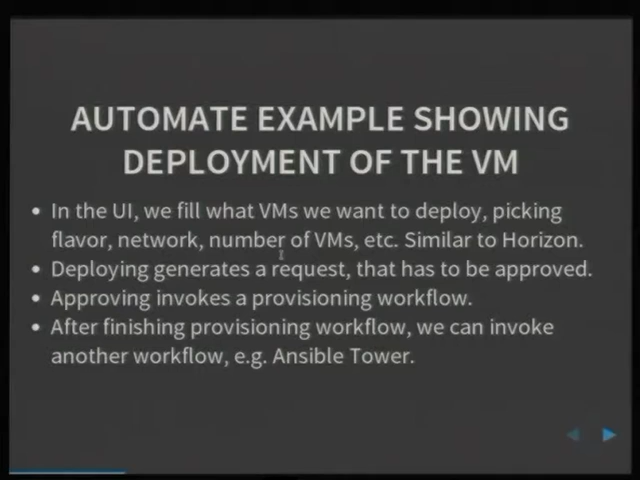 AUTOMATE EXAMPLE SHOWING
DEPLOYMENT OF THE VM
• In the UI, we fill what VMs we want to deploy, picking
flavor, network, number of VMs, etc. Similar to Horizon.
• Deploying generates a request, that has to be approved.
• Approving invokes a provisioning workflow.
• After finishing provisioning workflow, we can invoke
another workflow, e.g. Ansible Tower.